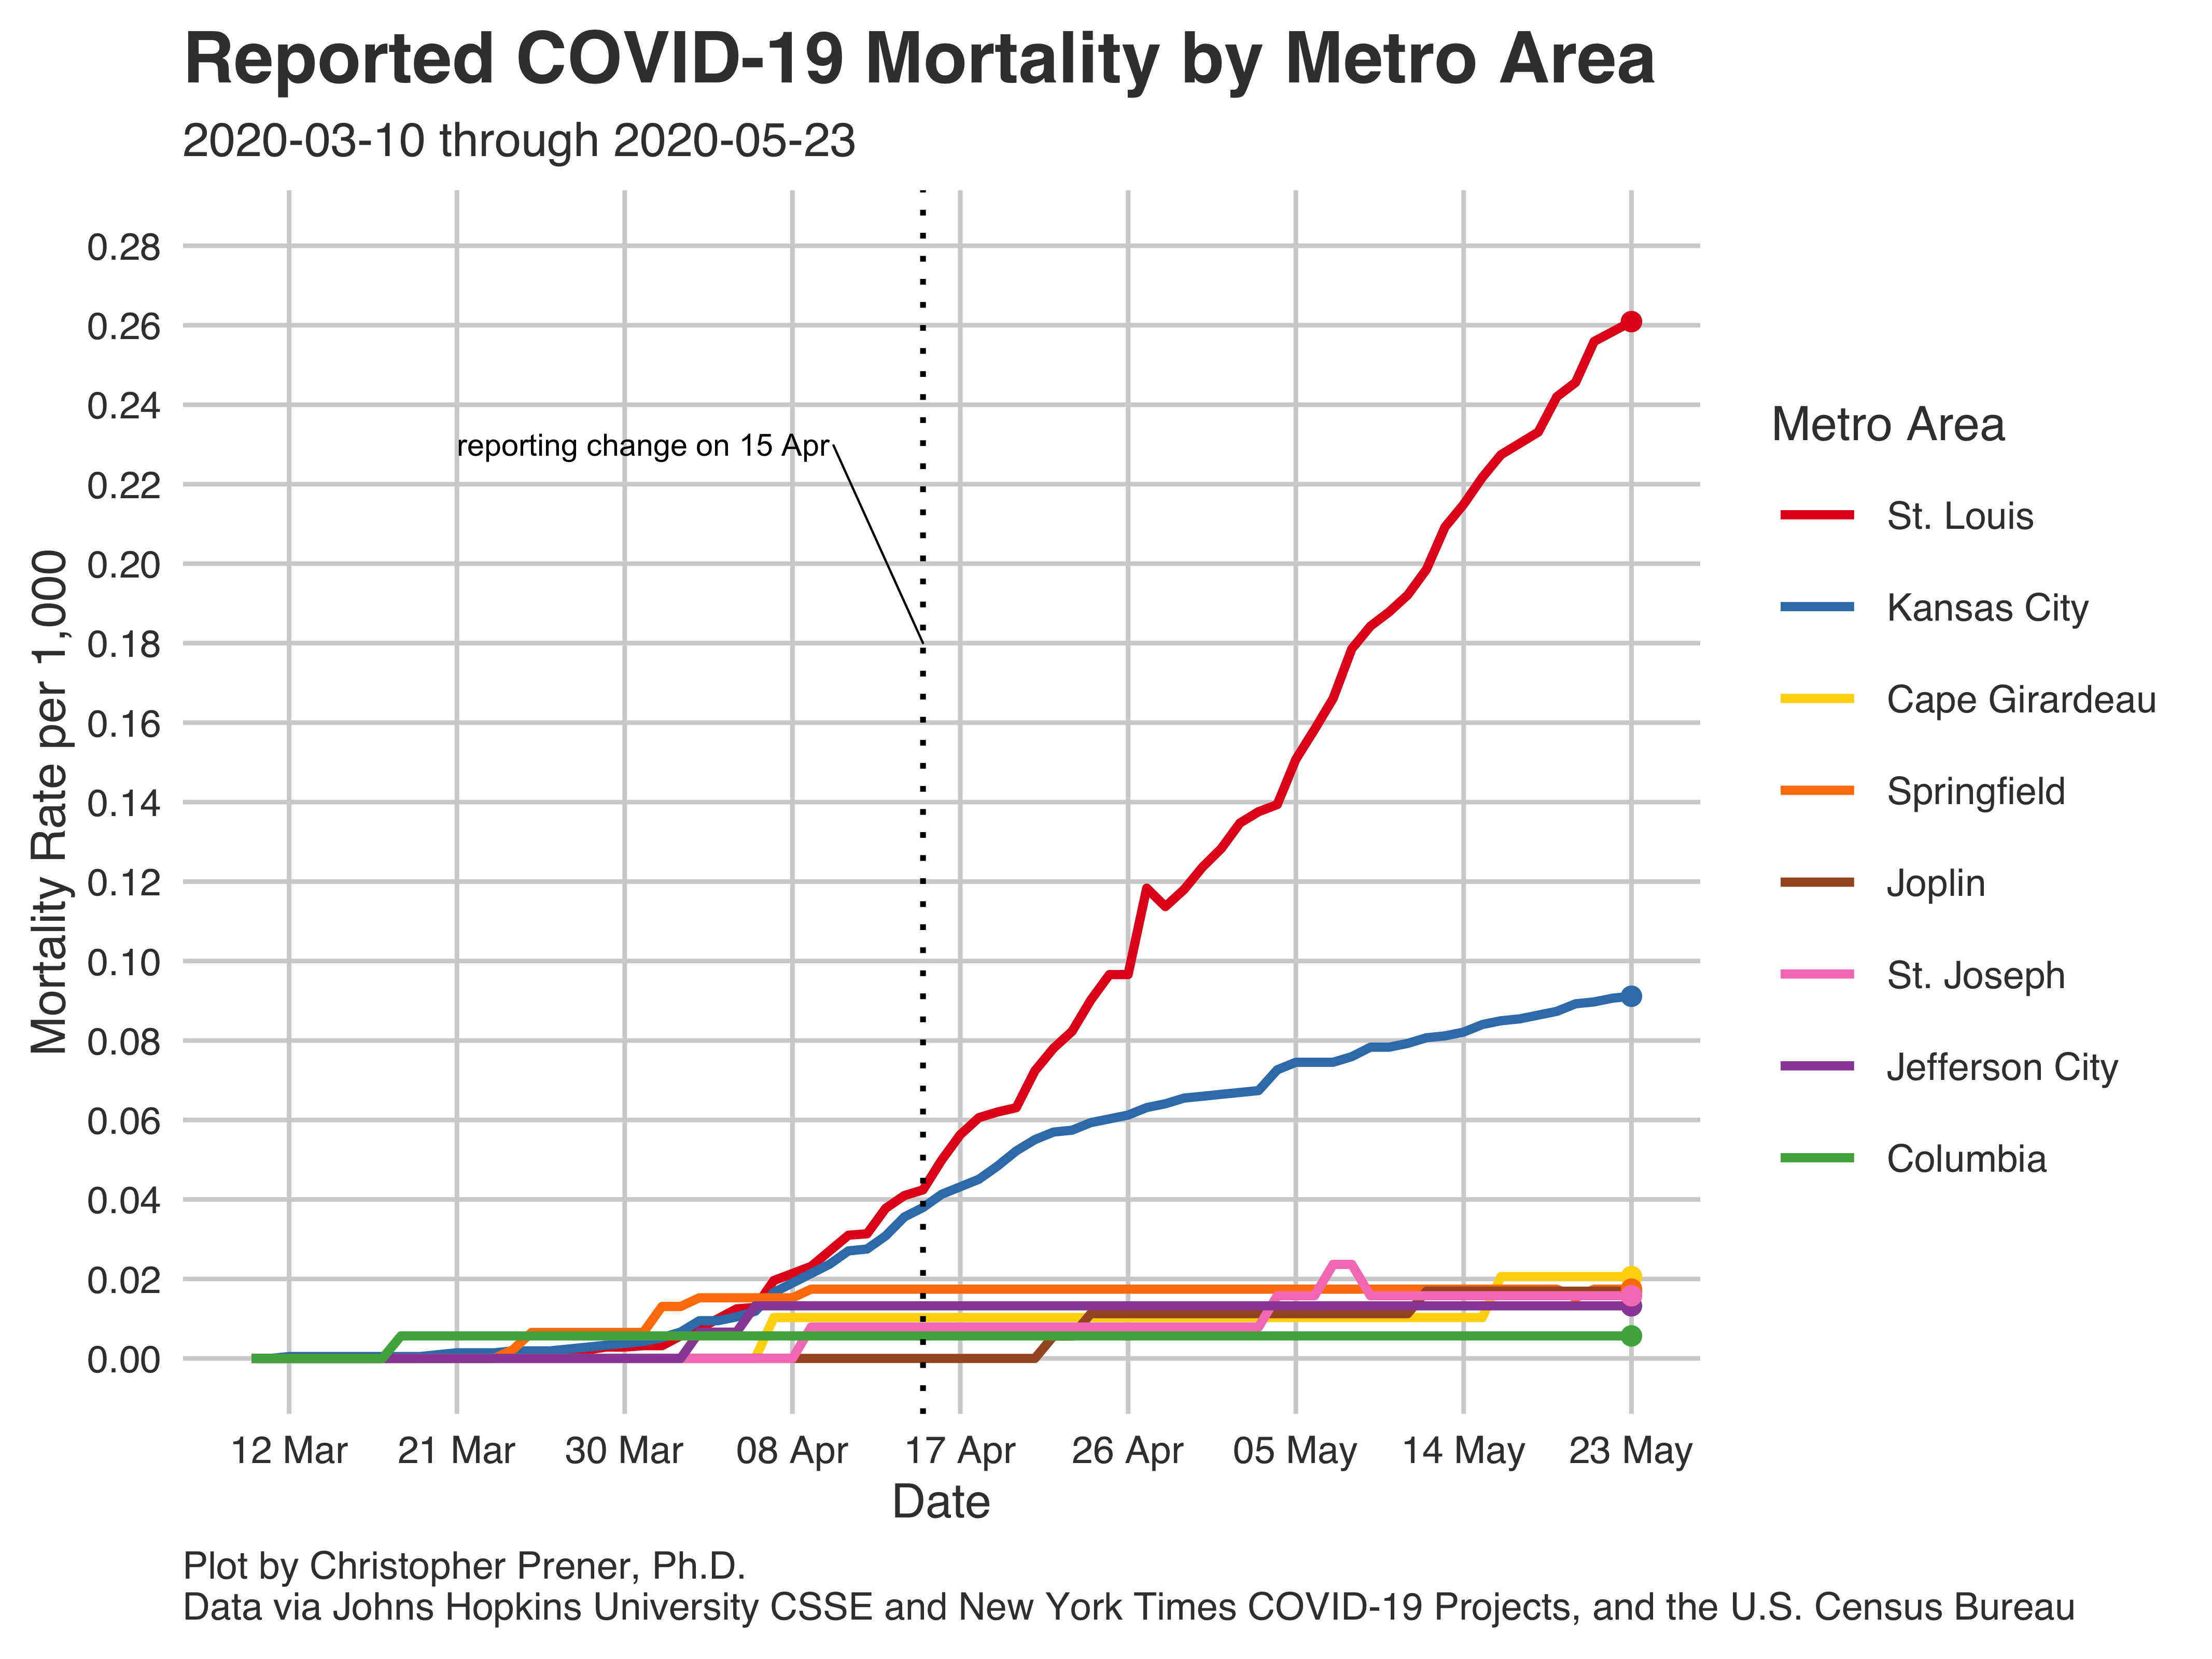 Reported COVID-19 Mortality by Metro Area
2020-03-10 through 2020-05-23
Mortality Rate per 1,000
0.28
0.26
0.24
0.22
0.20
0.18
0.16
0.14
0.12
0.10
0.08
0.06
0.04
0.02
0.00
reporting change on 15 Apr
12 Mar
21 Mar
30 Mar
08 Apr
17 Apr
26 Apr
05 May
14 May
23 May
Date
Metro Area
St. Louis
Kansas City
Cape Girardeau
Springfield
Joplin
St. Joseph
Jefferson City
Columbia
Plot by Christopher Prener, Ph.D.
Data via Johns Hopkins University CSSE and New York Times COVID-19 Projects, and the U.S. Census Bureau